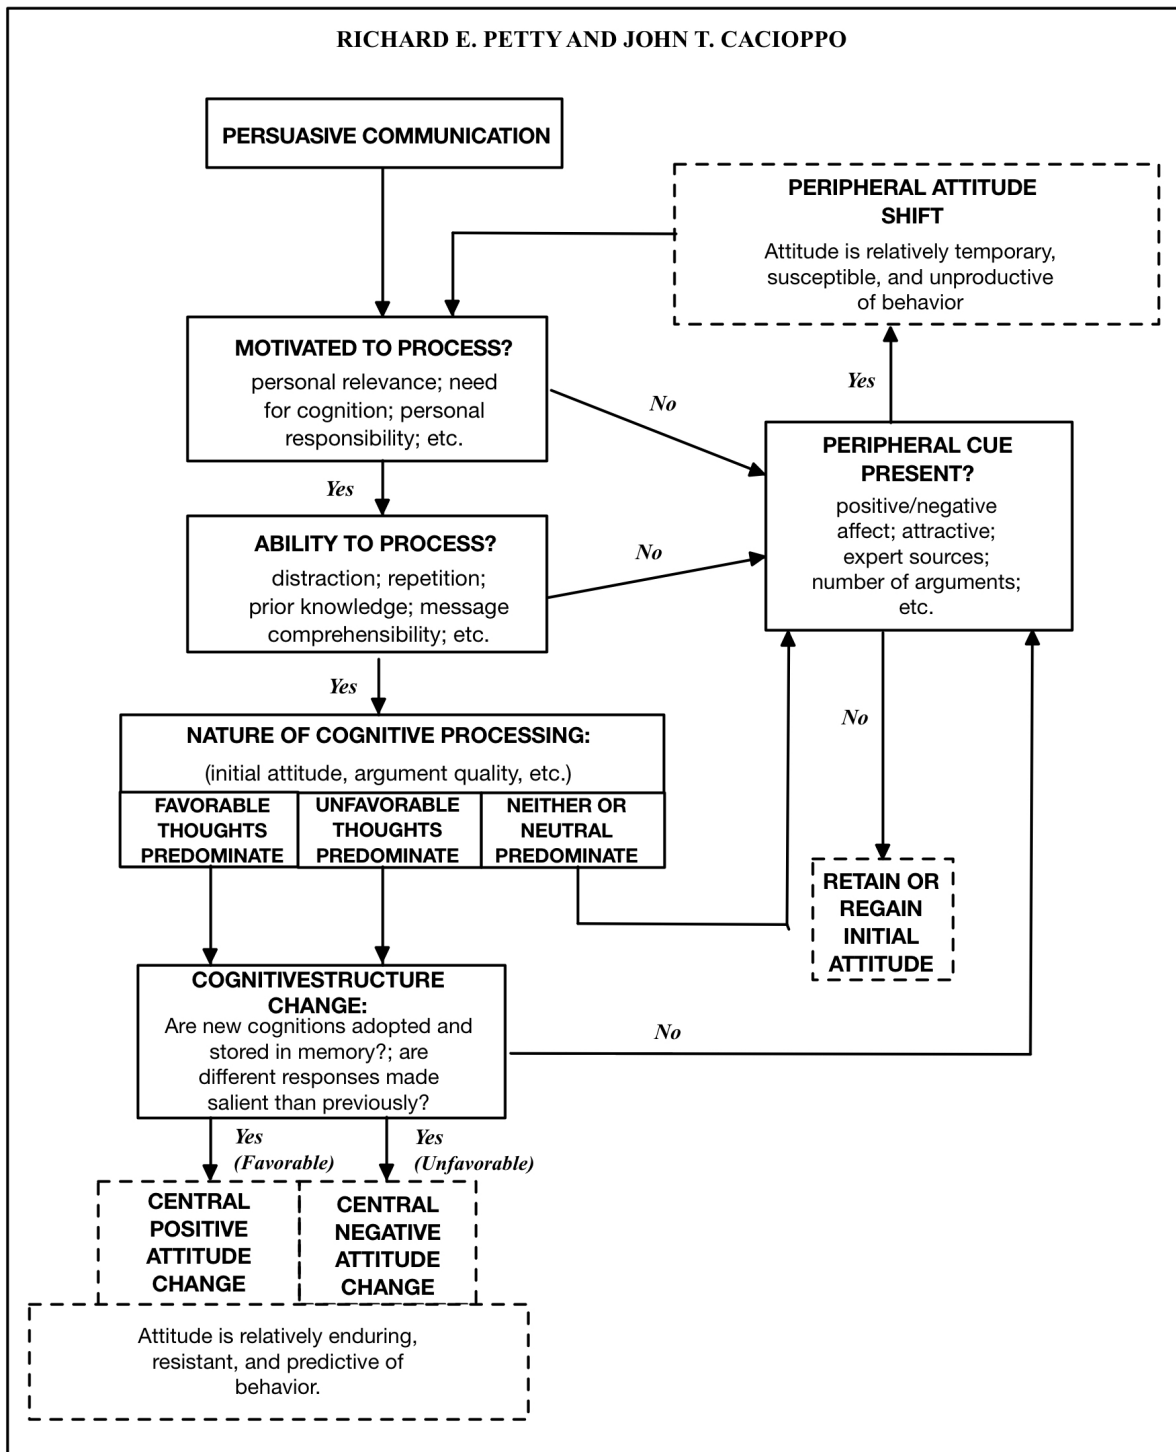 RICHARD E. PETTY AND JOHN T. CACIOPPO
PERSUASIVE COMMUNICATION
PERIPHERAL ATTITUDE
SHIFT
Attitude is relatively temporary,
susceptible, and unproductive
of behavior
MOTIVATED TO PROCESS?
personal relevance; need
for cognition; personal
responsibility; etc.
No
Yes
PERIPHERAL CUE
PRESENT?
positive/negative
affect; attractive;
expert sources;
number of arguments;
etc.
Yes
ABILITY TO PROCESS?
distraction; repetition;
prior knowledge; message
comprehensibility; etc.
No
Yes
No
NATURE OF COGNITIVE PROCESSING:
(initial attitude, argument quality, etc.)
FAVORABLE
THOUGHTS
PREDOMINATE
UNFAVORABLE
THOUGHTS
PREDOMINATE
NEITHER OR
NEUTRAL
PREDOMINATE
RETAIN OR
REGAIN
INITIAL
ATTITUDE
COGNITIVESTRUCTURE
CHANGE:
Are new cognitions adopted and
stored in memory?; are
different responses made
salient than previously?
No
Yes
(Favorable)
Yes
(Unfavorable)
CENTRAL
POSITIVE
ATTITUDE
CHANGE
CENTRAL
NEGATIVE
ATTITUDE
CHANGE
Attitude is relatively enduring,
resistant, and predictive of
behavior.